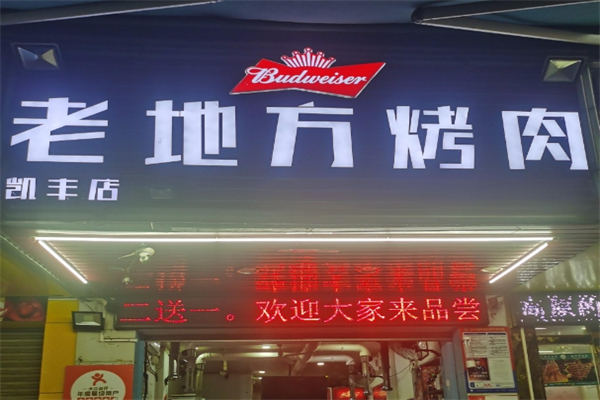 Budweiser
老地方烤肉
凯丰店
二送一。欢迎大家来品尝